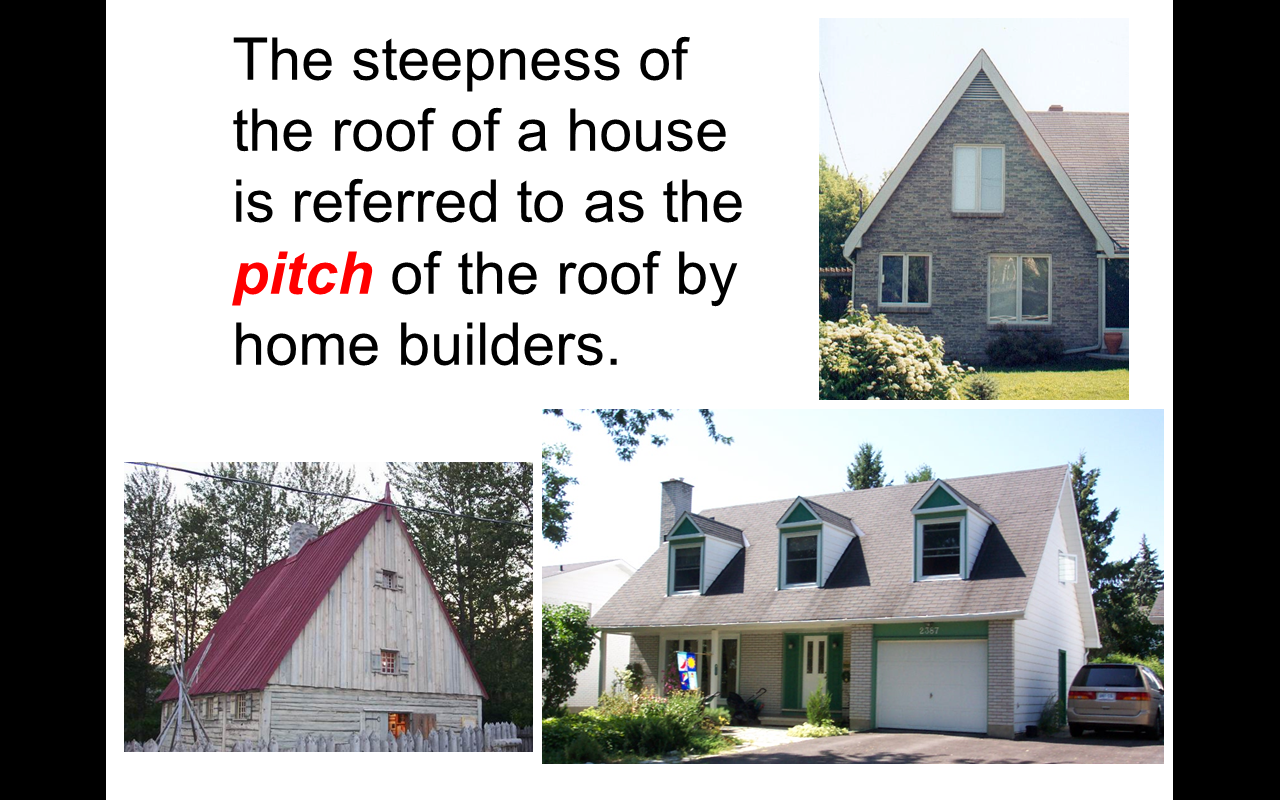 The steepness of
the roof of a house
is referred to as the
pitch of the roof by
home builders.
2387